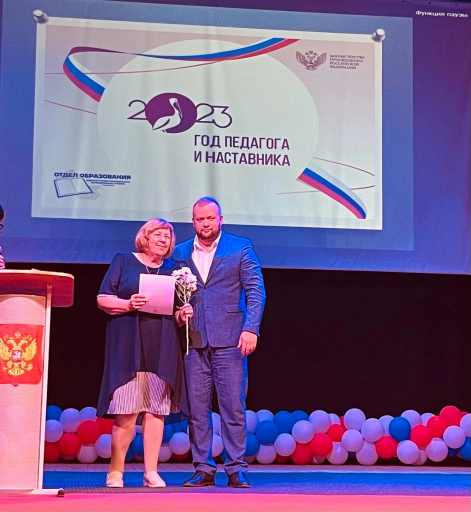 Функция паузы
МИНИСТЕРСТВО
ПРОСВЕЩЕНИЯ
РОССИЙСКОЙ
ФЕДЕРАЦИИ
2023
ГОД ПЕДАГОГА
И НАСТАВНИКА
ОТДЕЛ ОБРАЗОВАНИЯ